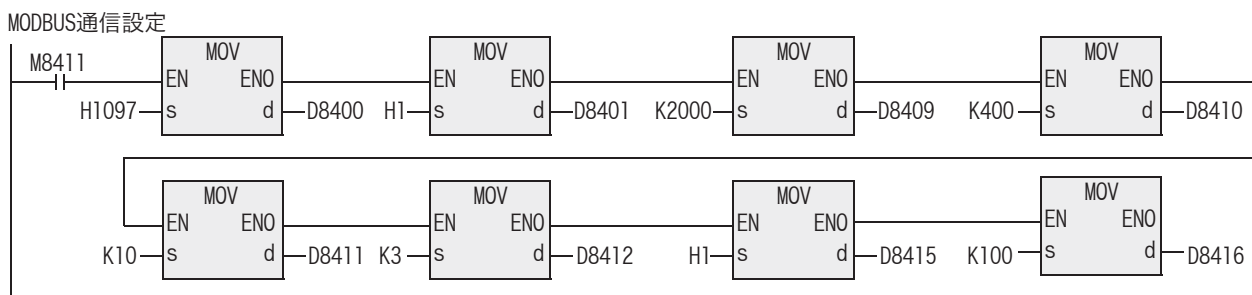 MODBUS通信設定
MOV MOV MOV MOV
M8411
EN ENO EN ENO EN ENO EN ENO
H1097 s d D8400 H1 s d D8401 K2000 s d D8409 K400 s d D8410
MOV MOV MOV MOV
EN ENO EN ENO EN ENO EN ENO
K10 s d D8411 K3 s d D8412 H1 s d D8415 K100 s d D8416